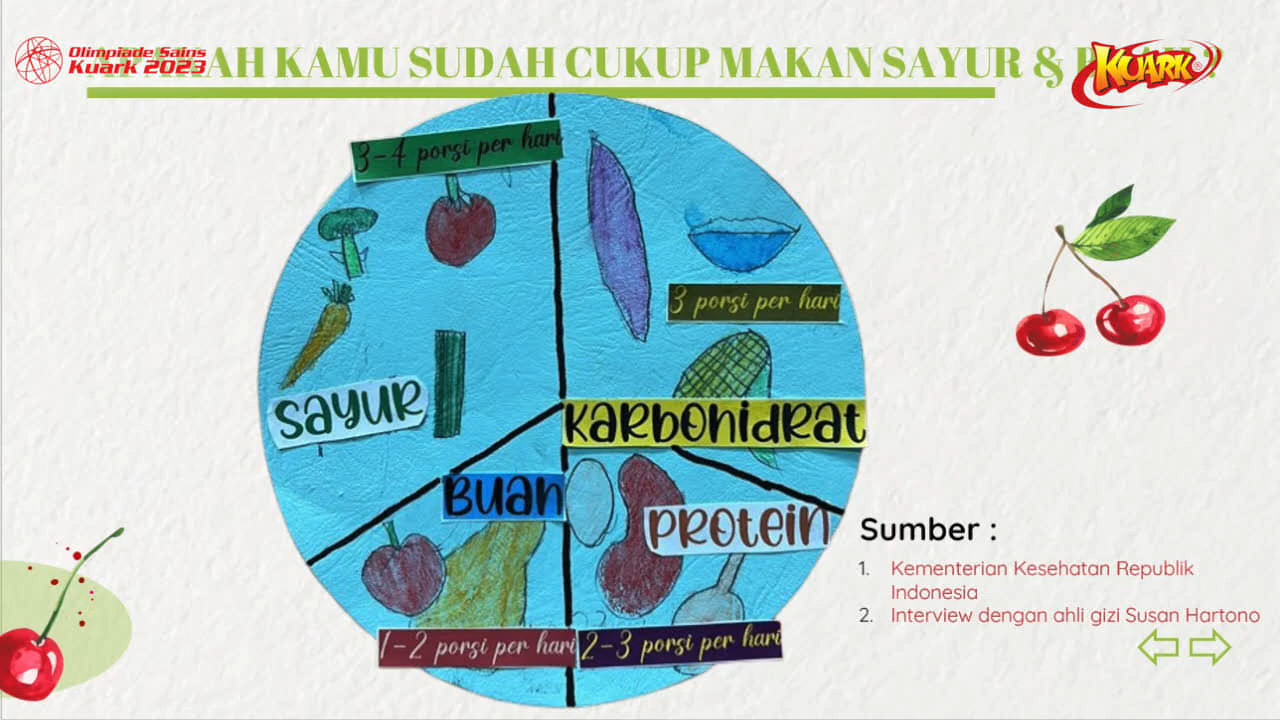 Olimpiade Sains
Kuark 2023
KUARK
KAMU SUDAH CUKUP MAKAN SAYUR &
3-4 porsi per hari
3 porsi per hari
Sayur
Karbohidrat
Buah
Protein
Sumber :
1. Kementerian Kesehatan Republik
Indonesia
2. Interview dengan ahli gizi Susan Hartono
1-2 porsi per hari
2-3 porsi per hari